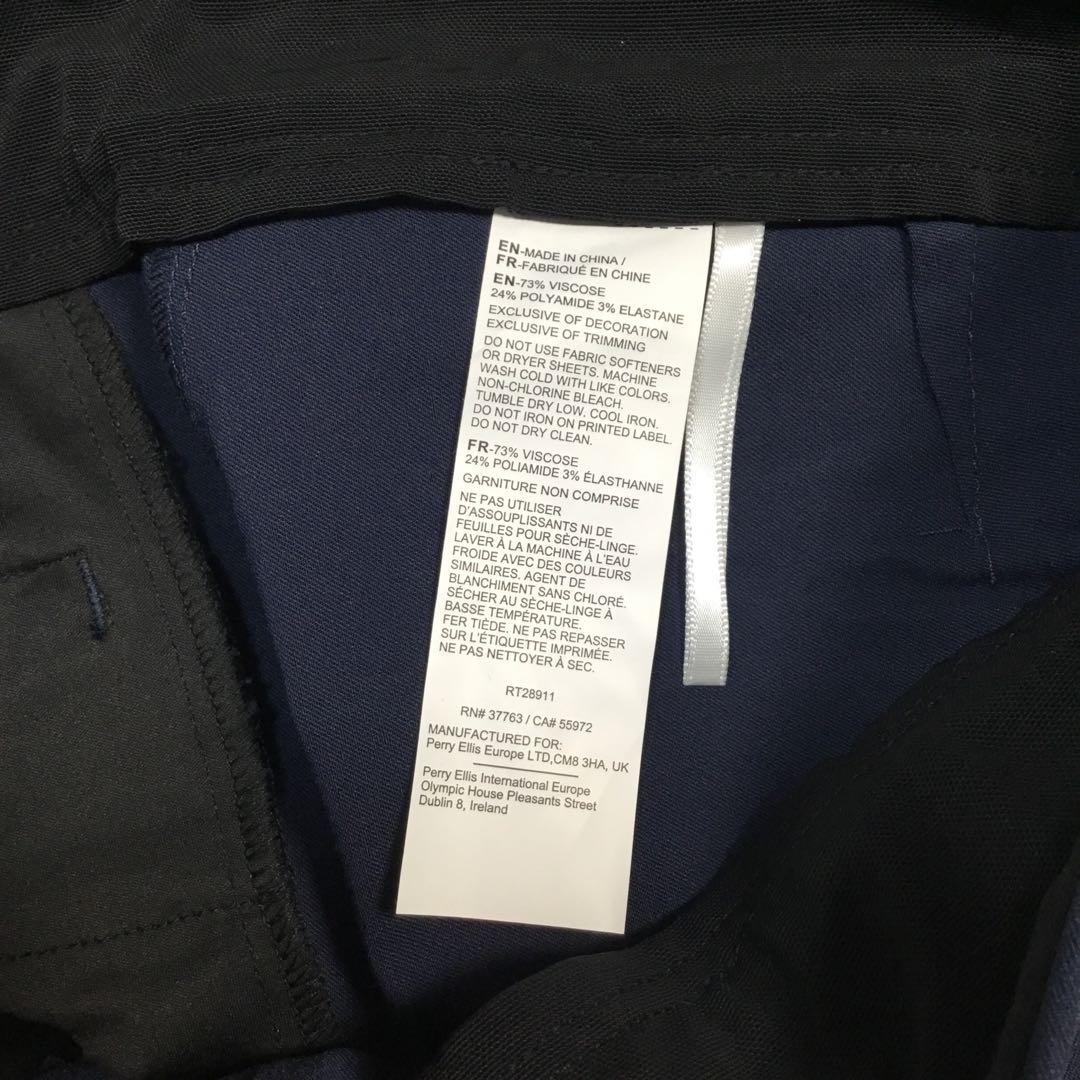 EN-MADE IN CHINA /
FR-FABRIQUÉ EN CHINE
EN-73% VISCOSE
24% POLYAMIDE 3% ELASTANE
EXCLUSIVE OF DECORATION
EXCLUSIVE OF TRIMMING
DO NOT USE FABRIC SOFTENERS
OR DRYER SHEETS. MACHINE
WASH COLD WITH LIKE COLORS.
NON-CHLORINE BLEACH.
TUMBLE DRY LOW. COOL IRON.
DO NOT IRON ON PRINTED LABEL.
DO NOT DRY CLEAN.
FR-73% VISCOSE
24% POLIAMIDE 3% ÉLASTHANNE
GARNITURE NON COMPRISE
NE PAS UTILISER
D'ASSOUPLISSANTS NI DE
FEUILLES POUR SÈCHE-LINGE.
LAVER À LA MACHINE À L'EAU
FROIDE AVEC DES COULEURS
SIMILAIRES. AGENT DE
BLANCHIMENT SANS CHLORÉ.
SÉCHER AU SÈCHE-LINGE À
BASSE TEMPÉRATURE.
FER TIÈDE. NE PAS REPASSER
SUR L'ÉTIQUETTE IMPRIMÉE.
NE PAS NETTOYER À SEC.
RT28911
RN# 37763 / CA# 55972
MANUFACTURED FOR:
Perry Ellis Europe LTD,CM8 3HA, UK
Perry Ellis International Europe
Olympic House Pleasants Street
Dublin 8, Ireland